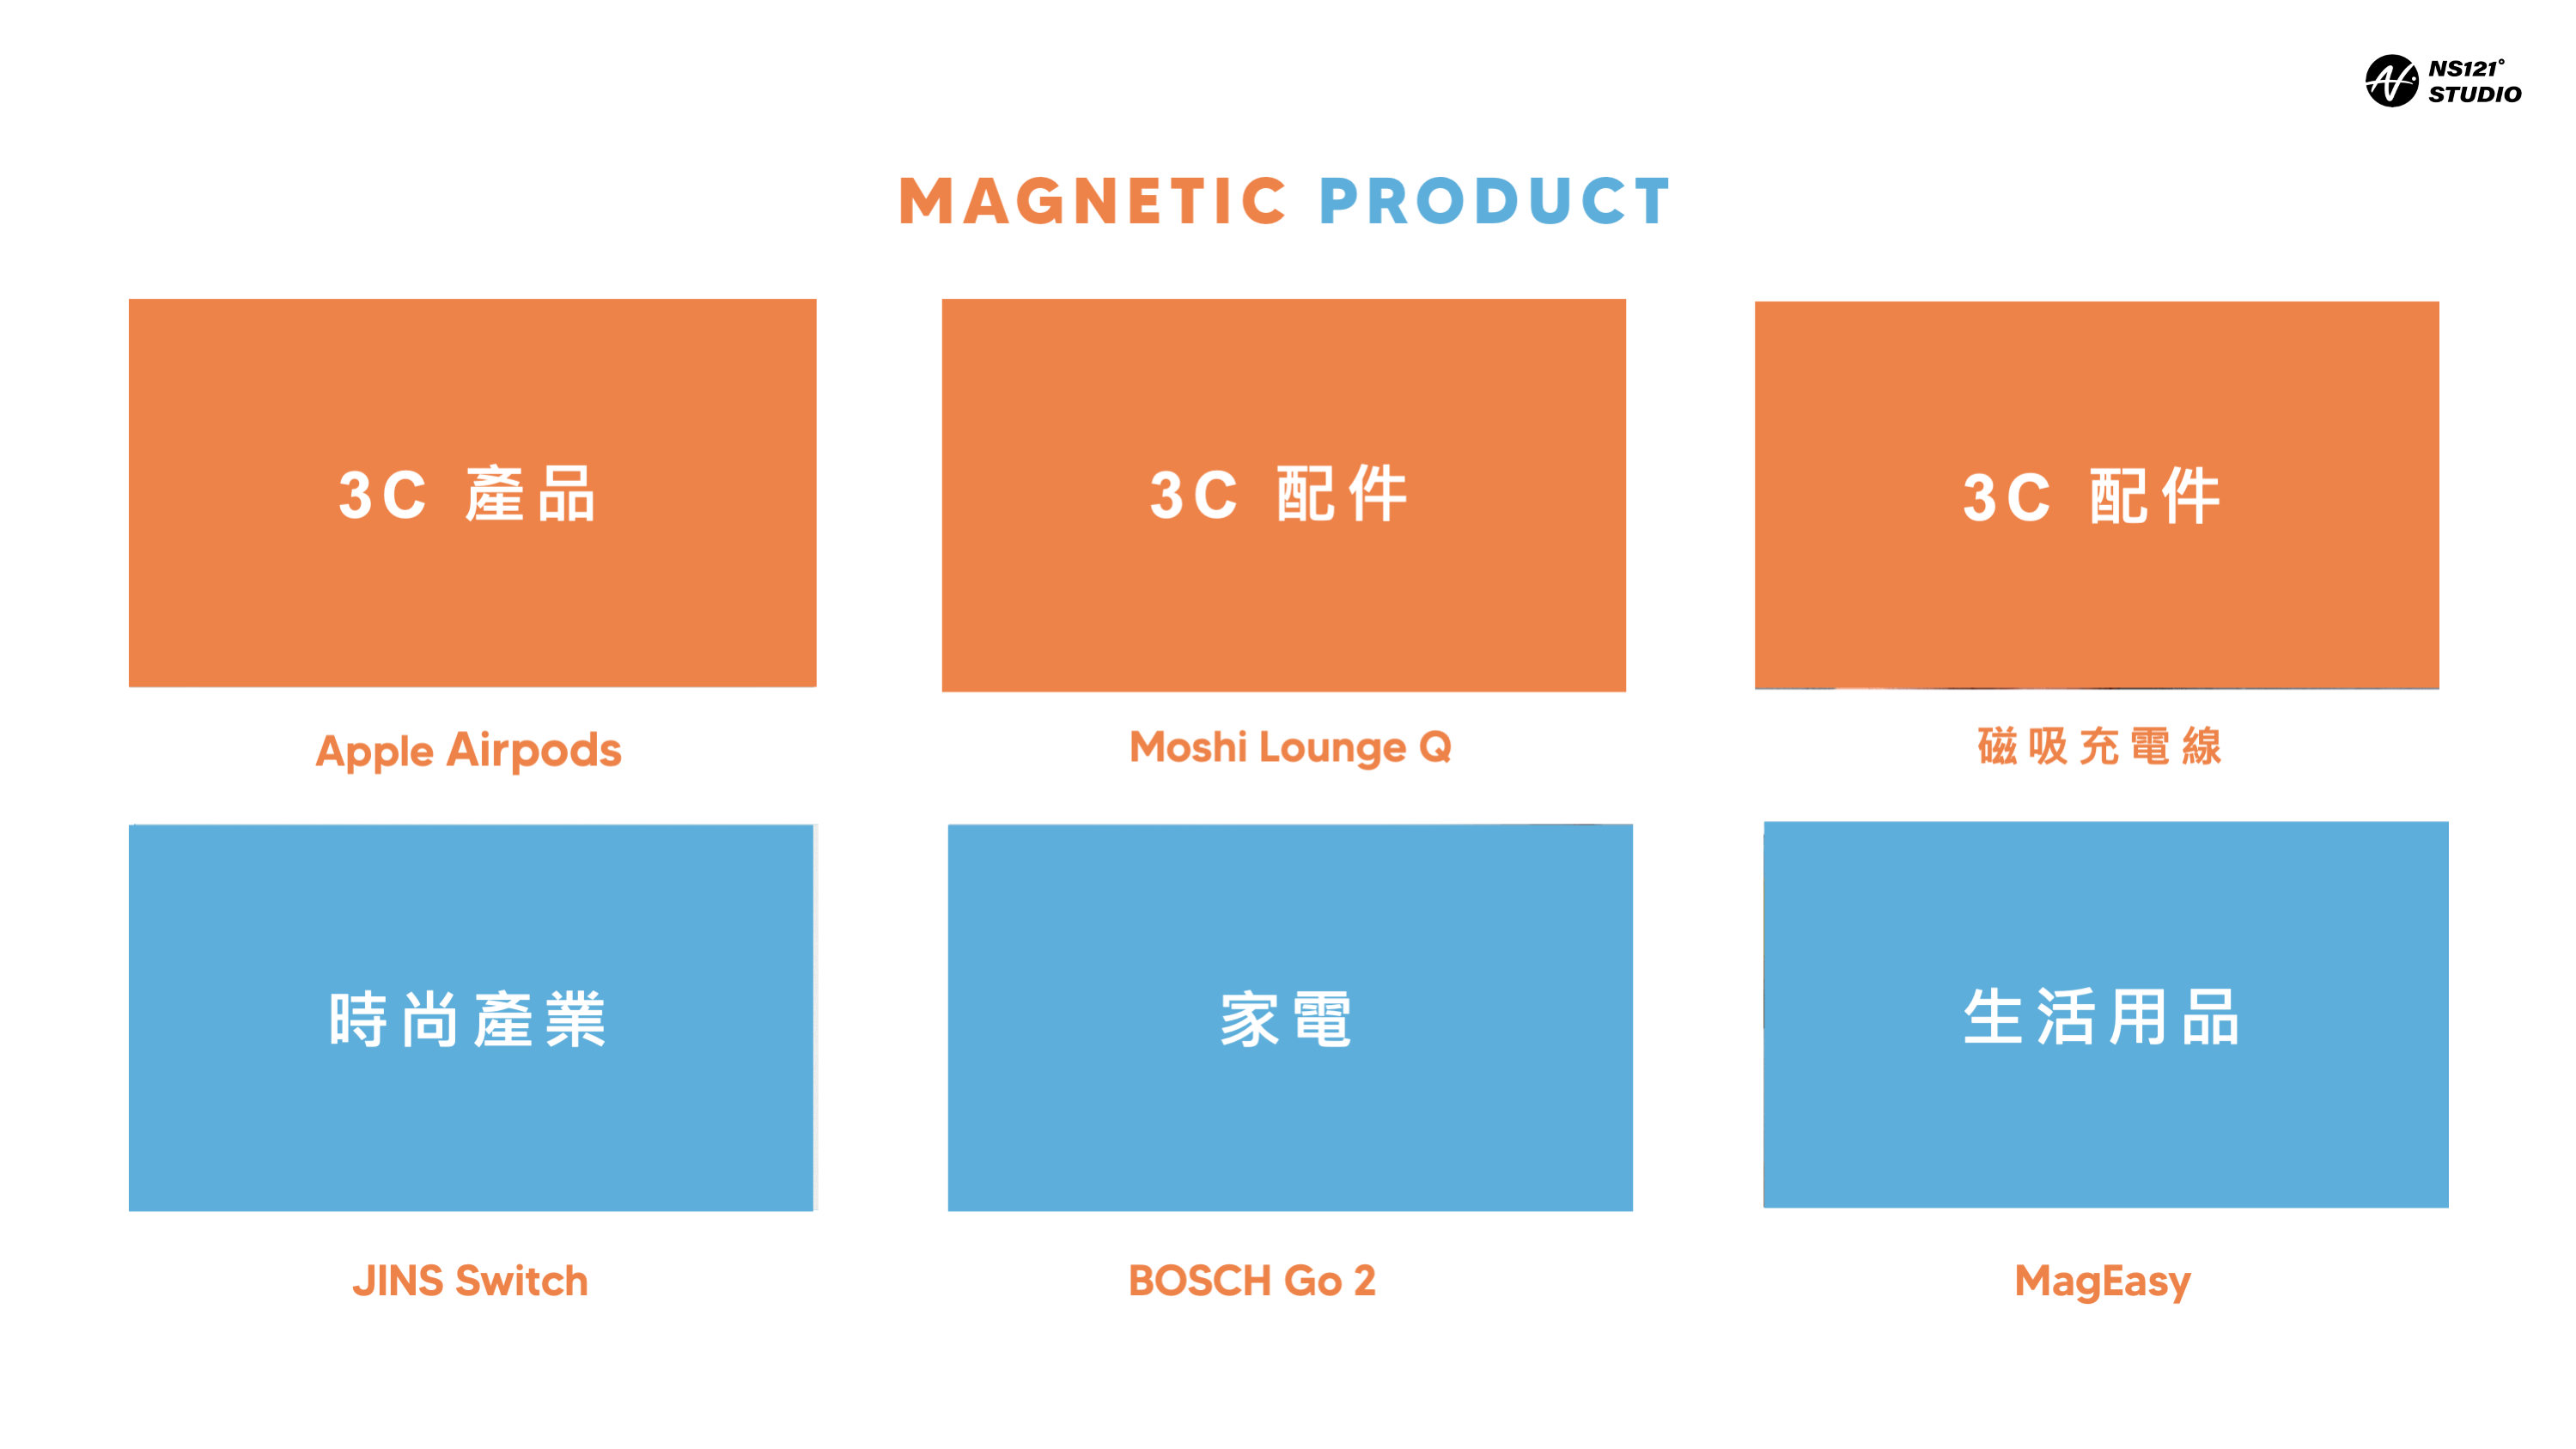 NS121°
STUDIO
MAGNETIC PRODUCT
3C 產品
3C 配件
3C 配件
Apple Airpods
Moshi Lounge Q
磁吸充電線
時尚產業
家電
生活用品
JINS Switch
BOSCH Go 2
MagEasy